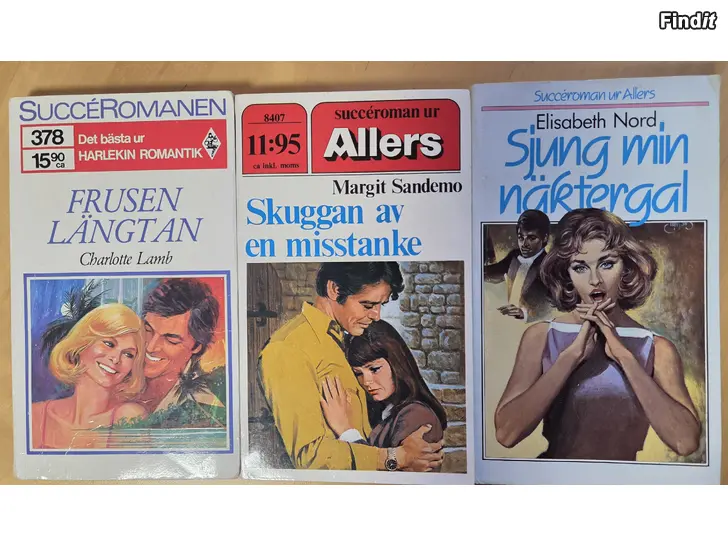 Findit
SUCCÉROMANEN
378
15.90
ca
Det bästa ur
HARLEKIN ROMANTIK
FRUSEN
LÄNGTAN
Charlotte Lamb
8407
11:95
ca inkl. moms
succéroman ur
Allers
Margit Sandemo
Skuggan av
en misstanke
Succéroman ur Allers
Elisabeth Nord
Sjung min
näktergal